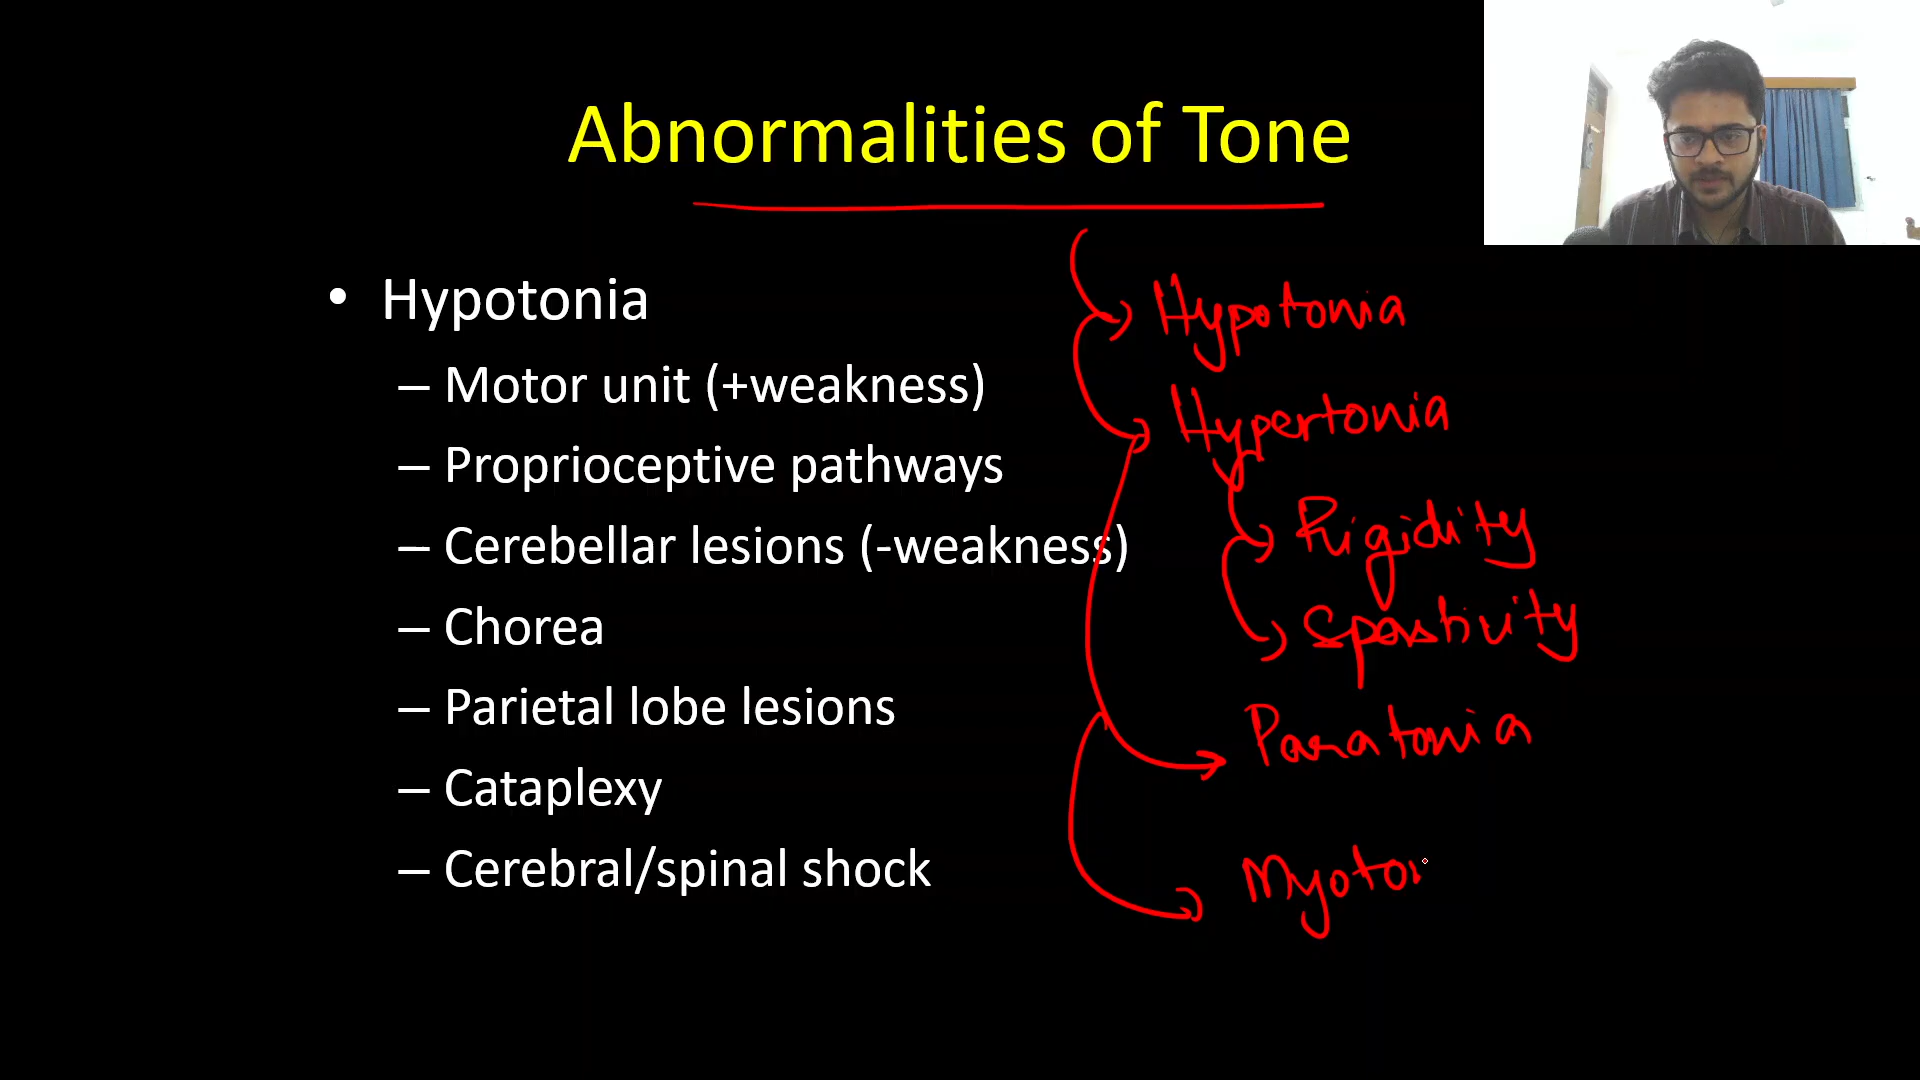 Abnormalities of Tone
• Hypotonia
– Motor unit (+weakness)
– Proprioceptive pathways
– Cerebellar lesions (-weakness)
– Chorea
– Parietal lobe lesions
– Cataplexy
– Cerebral/spinal shock
Hypotonia
Hypertonia
Rigidity
Spasticity
Paratonia
Myoton